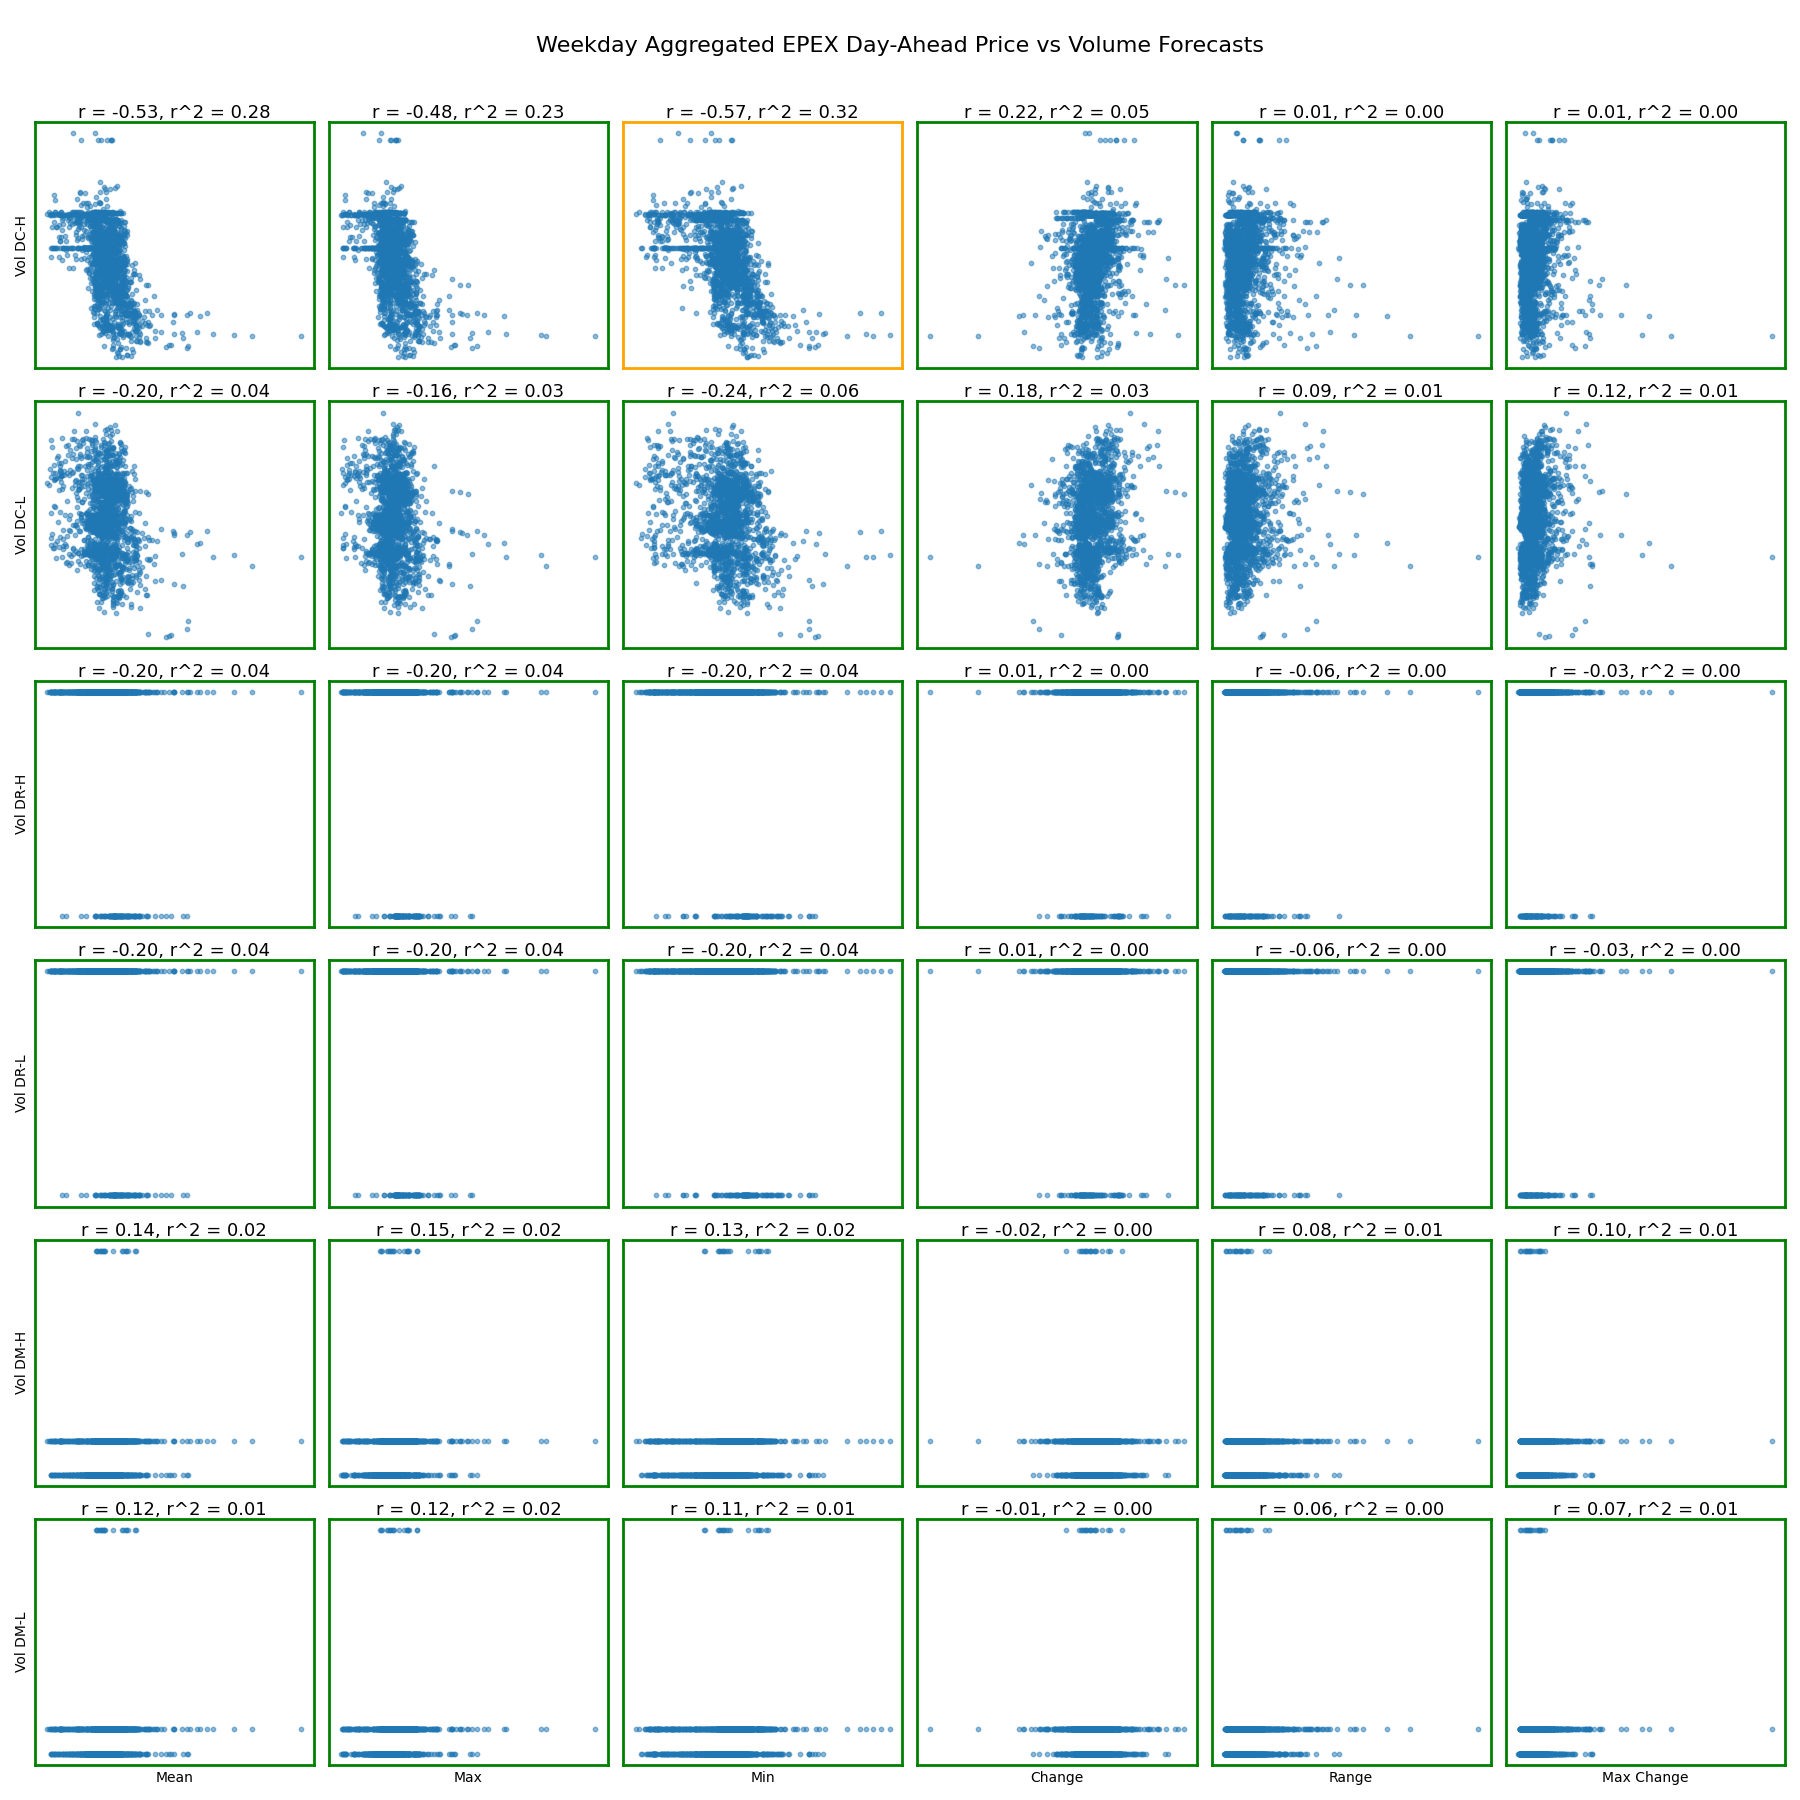 Weekday Aggregated EPEX Day-Ahead Price vs Volume Forecasts
r = -0.53, r^2 = 0.28
r = -0.48, r^2 = 0.23
r = -0.57, r^2 = 0.32
r = 0.22, r^2 = 0.05
r = 0.01, r^2 = 0.00
r = 0.01, r^2 = 0.00
Vol DC-H
r = -0.20, r^2 = 0.04
r = -0.16, r^2 = 0.03
r = -0.24, r^2 = 0.06
r = 0.18, r^2 = 0.03
r = 0.09, r^2 = 0.01
r = 0.12, r^2 = 0.01
Vol DC-L
r = -0.20, r^2 = 0.04
r = -0.20, r^2 = 0.04
r = -0.20, r^2 = 0.04
r = 0.01, r^2 = 0.00
r = -0.06, r^2 = 0.00
r = -0.03, r^2 = 0.00
Vol DR-H
r = -0.20, r^2 = 0.04
r = -0.20, r^2 = 0.04
r = -0.20, r^2 = 0.04
r = 0.01, r^2 = 0.00
r = -0.06, r^2 = 0.00
r = -0.03, r^2 = 0.00
Vol DR-L
r = 0.14, r^2 = 0.02
r = 0.15, r^2 = 0.02
r = 0.13, r^2 = 0.02
r = -0.02, r^2 = 0.00
r = 0.08, r^2 = 0.01
r = 0.10, r^2 = 0.01
Vol DM-H
r = 0.12, r^2 = 0.01
r = 0.12, r^2 = 0.02
r = 0.11, r^2 = 0.01
r = -0.01, r^2 = 0.00
r = 0.06, r^2 = 0.00
r = 0.07, r^2 = 0.01
Vol DM-L
Mean
Max
Min
Change
Range
Max Change